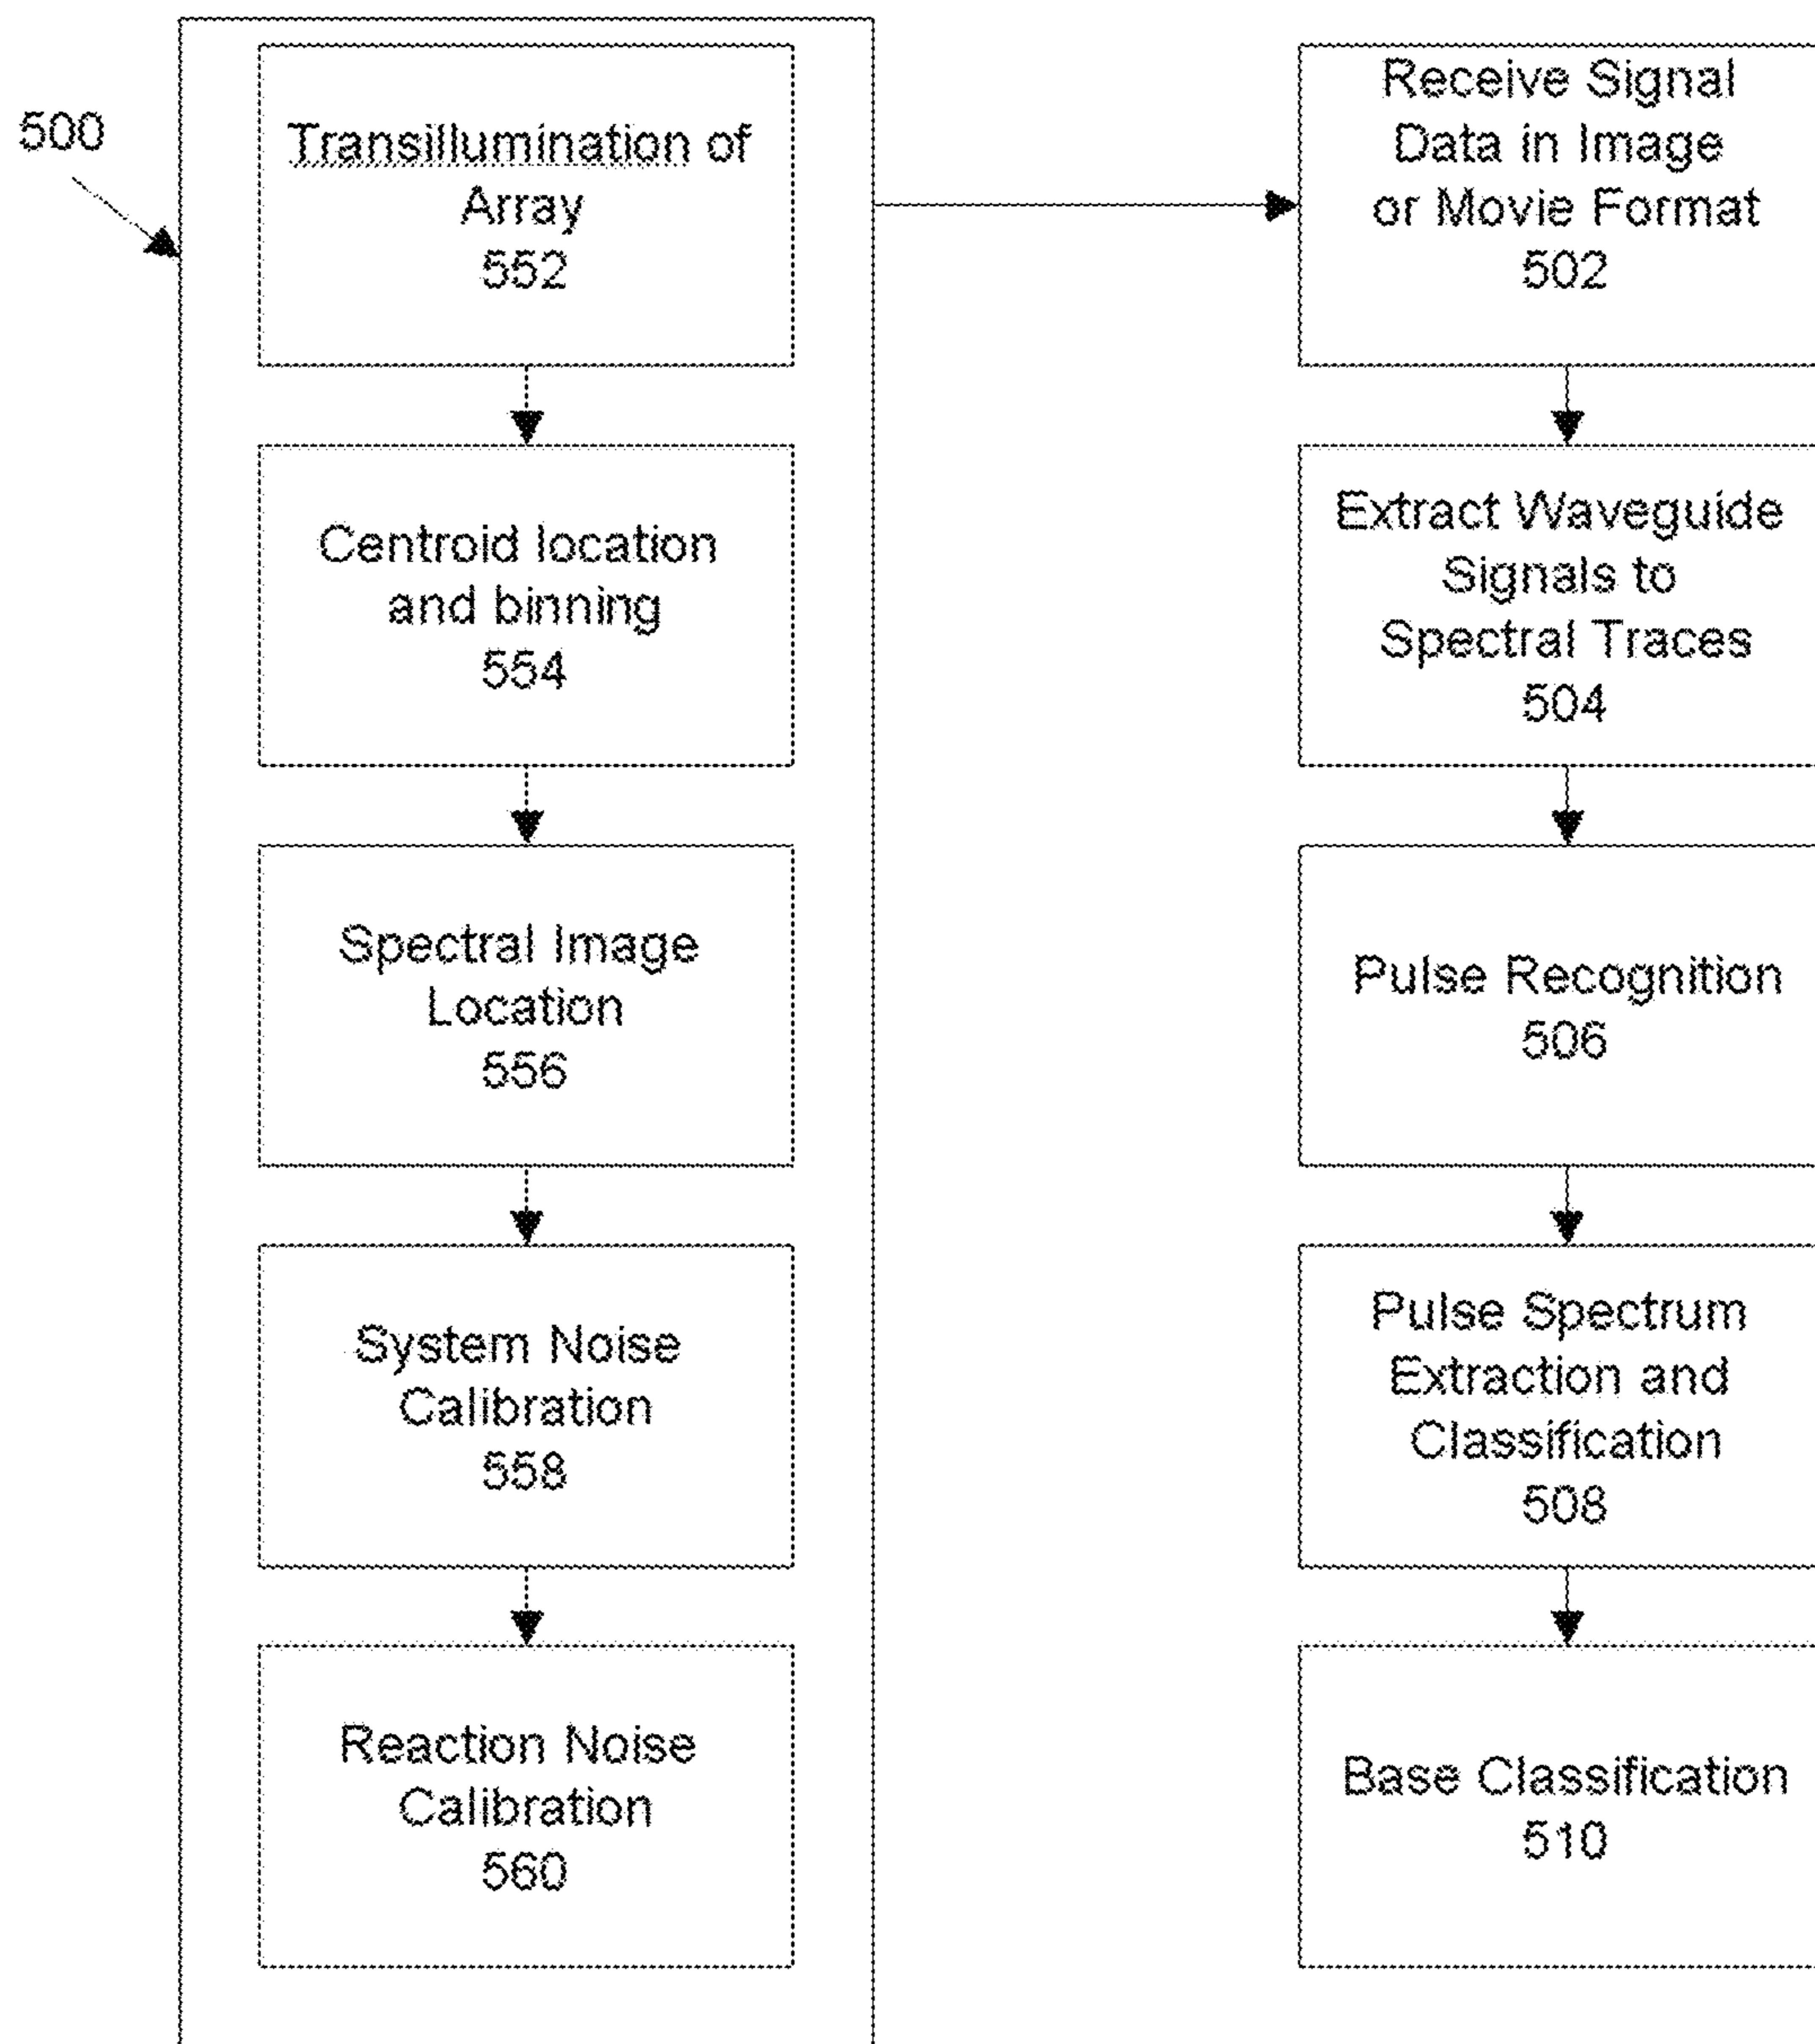 500
Transillumination of
Array
552
Centroid location
and binning
554
Spectral Image
Location
556
System Noise
Calibration
558
Reaction Noise
Calibration
560
Receive Signal
Data in Image
or Movie Format
502
Extract Waveguide
Signals to
Spectral Traces
504
Pulse Recognition
506
Pulse Spectrum
Extraction and
Classification
508
Base Classification
510